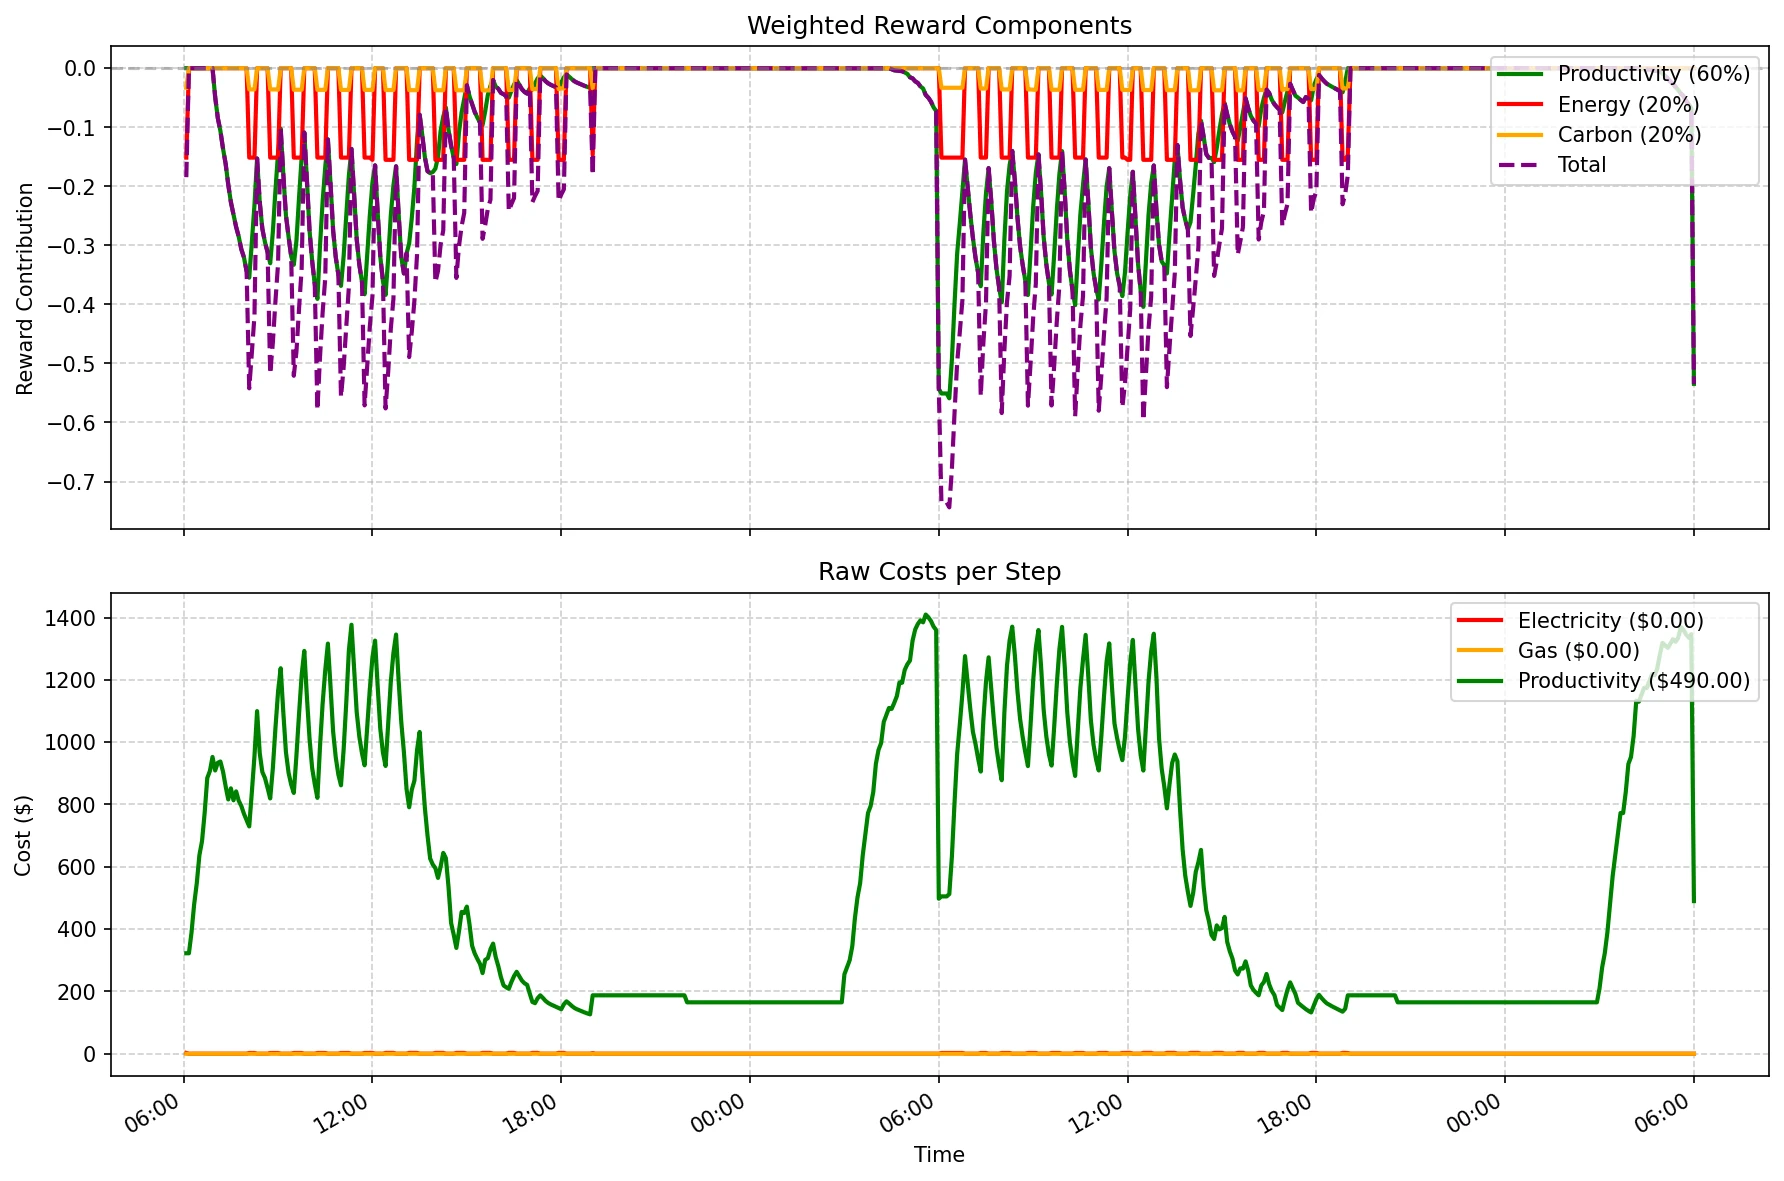 Weighted Reward Components
Reward Contribution
0.0
−0.1
−0.2
−0.3
−0.4
−0.5
−0.6
−0.7
Productivity (60%)
Energy (20%)
Carbon (20%)
Total
Raw Costs per Step
Cost ($)
1400
1200
1000
800
600
400
200
0
Electricity ($0.00)
Gas ($0.00)
Productivity ($490.00)
06:00
12:00
18:00
00:00
06:00
12:00
18:00
00:00
06:00
Time